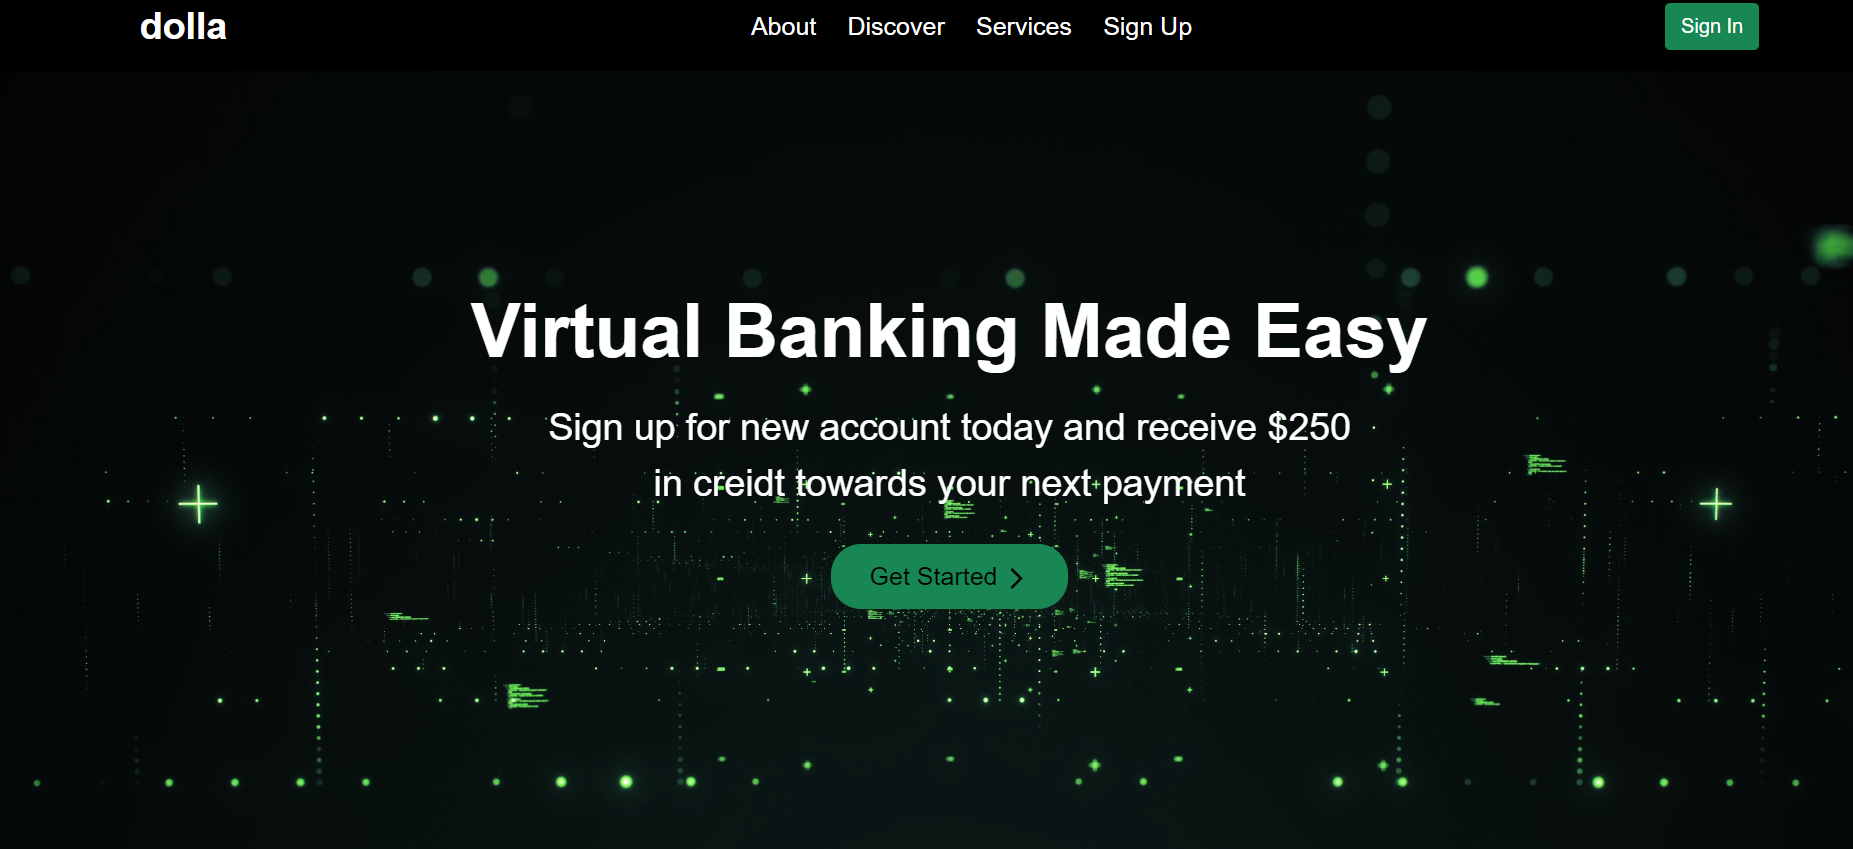 dolla
About Discover Services Sign Up
Sign In
Virtual Banking Made Easy
Sign up for new account today and receive $250
in creidt towards your next payment
Get Started